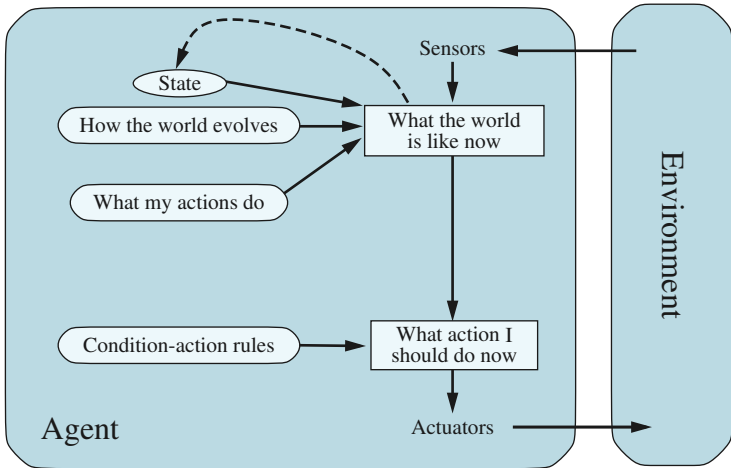 Sensors
State
How the world evolves
What the world
is like now
What my actions do
Environment
Condition-action rules
What action I
should do now
Agent
Actuators